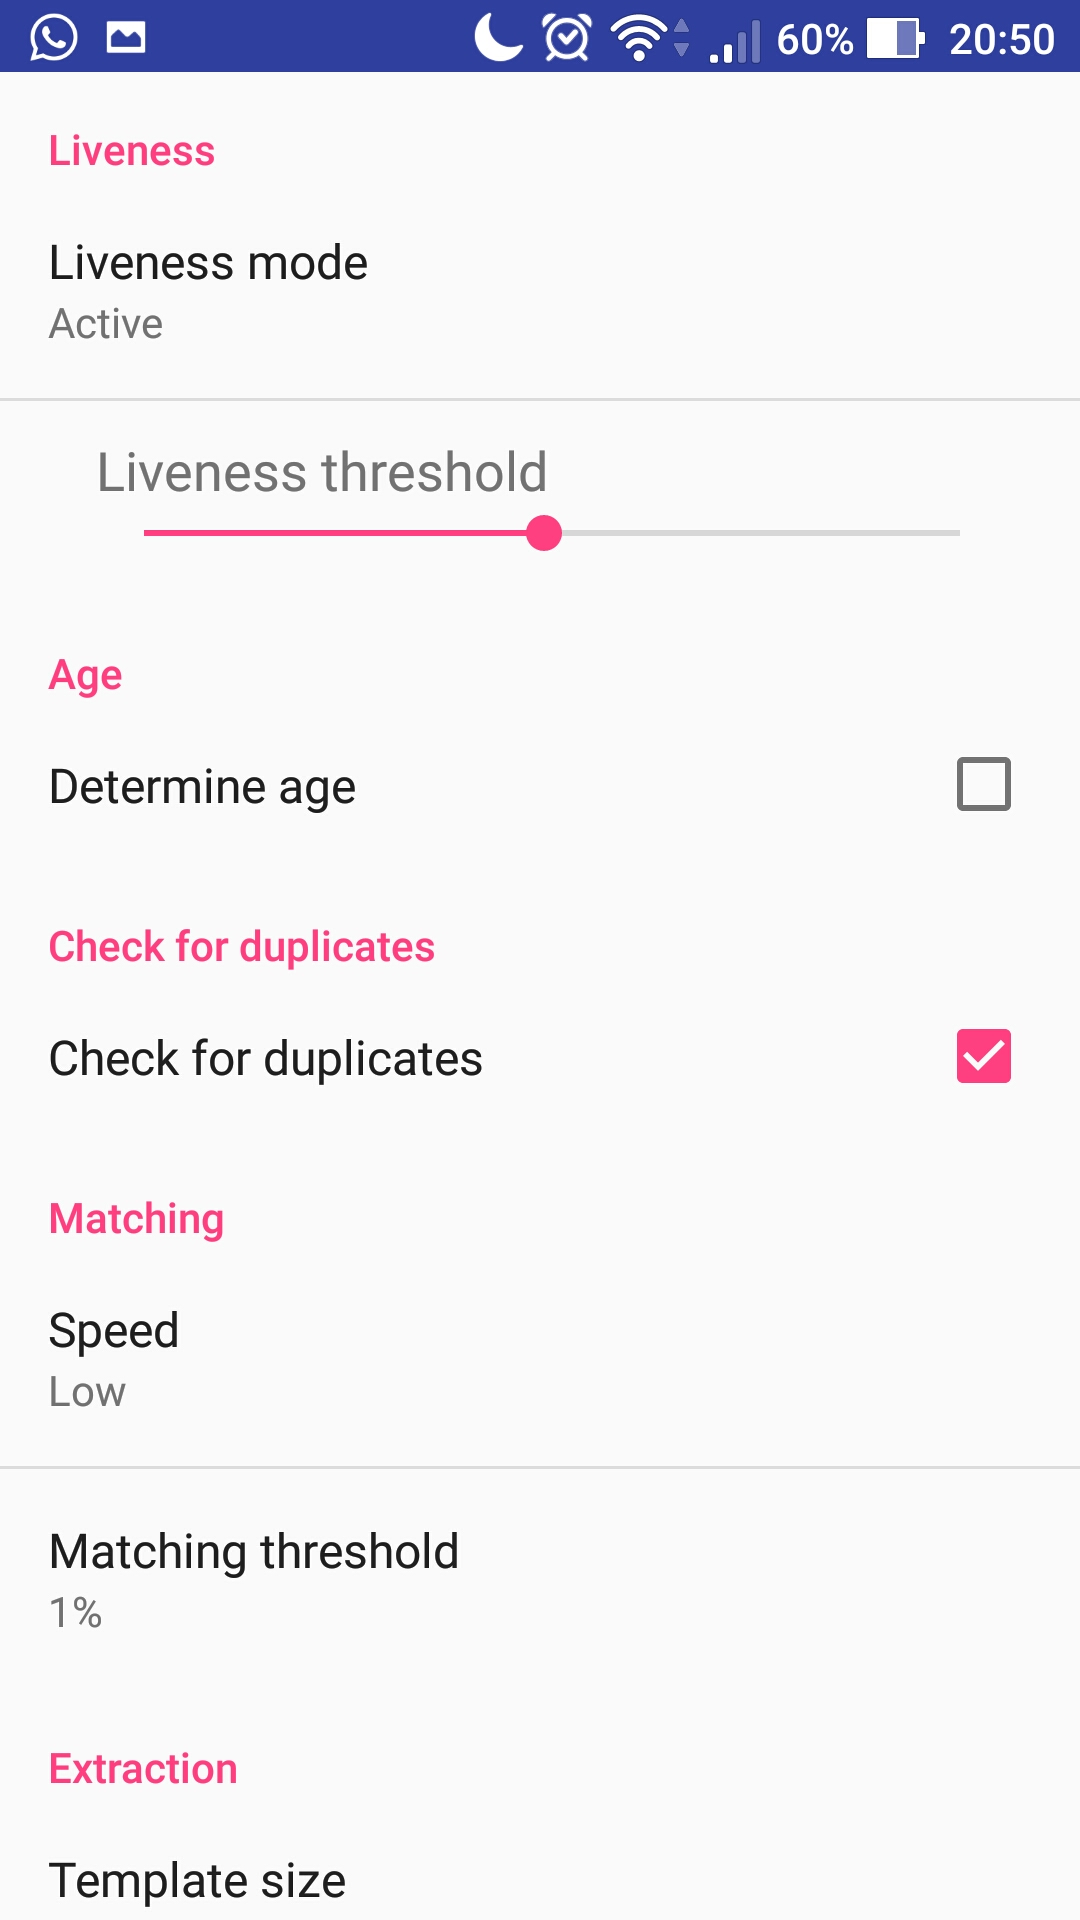 60% 20:50
Liveness
Liveness mode
Active
Liveness threshold
Age
Determine age
Check for duplicates
Check for duplicates
Matching
Speed
Low
Matching threshold
1%
Extraction
Template size